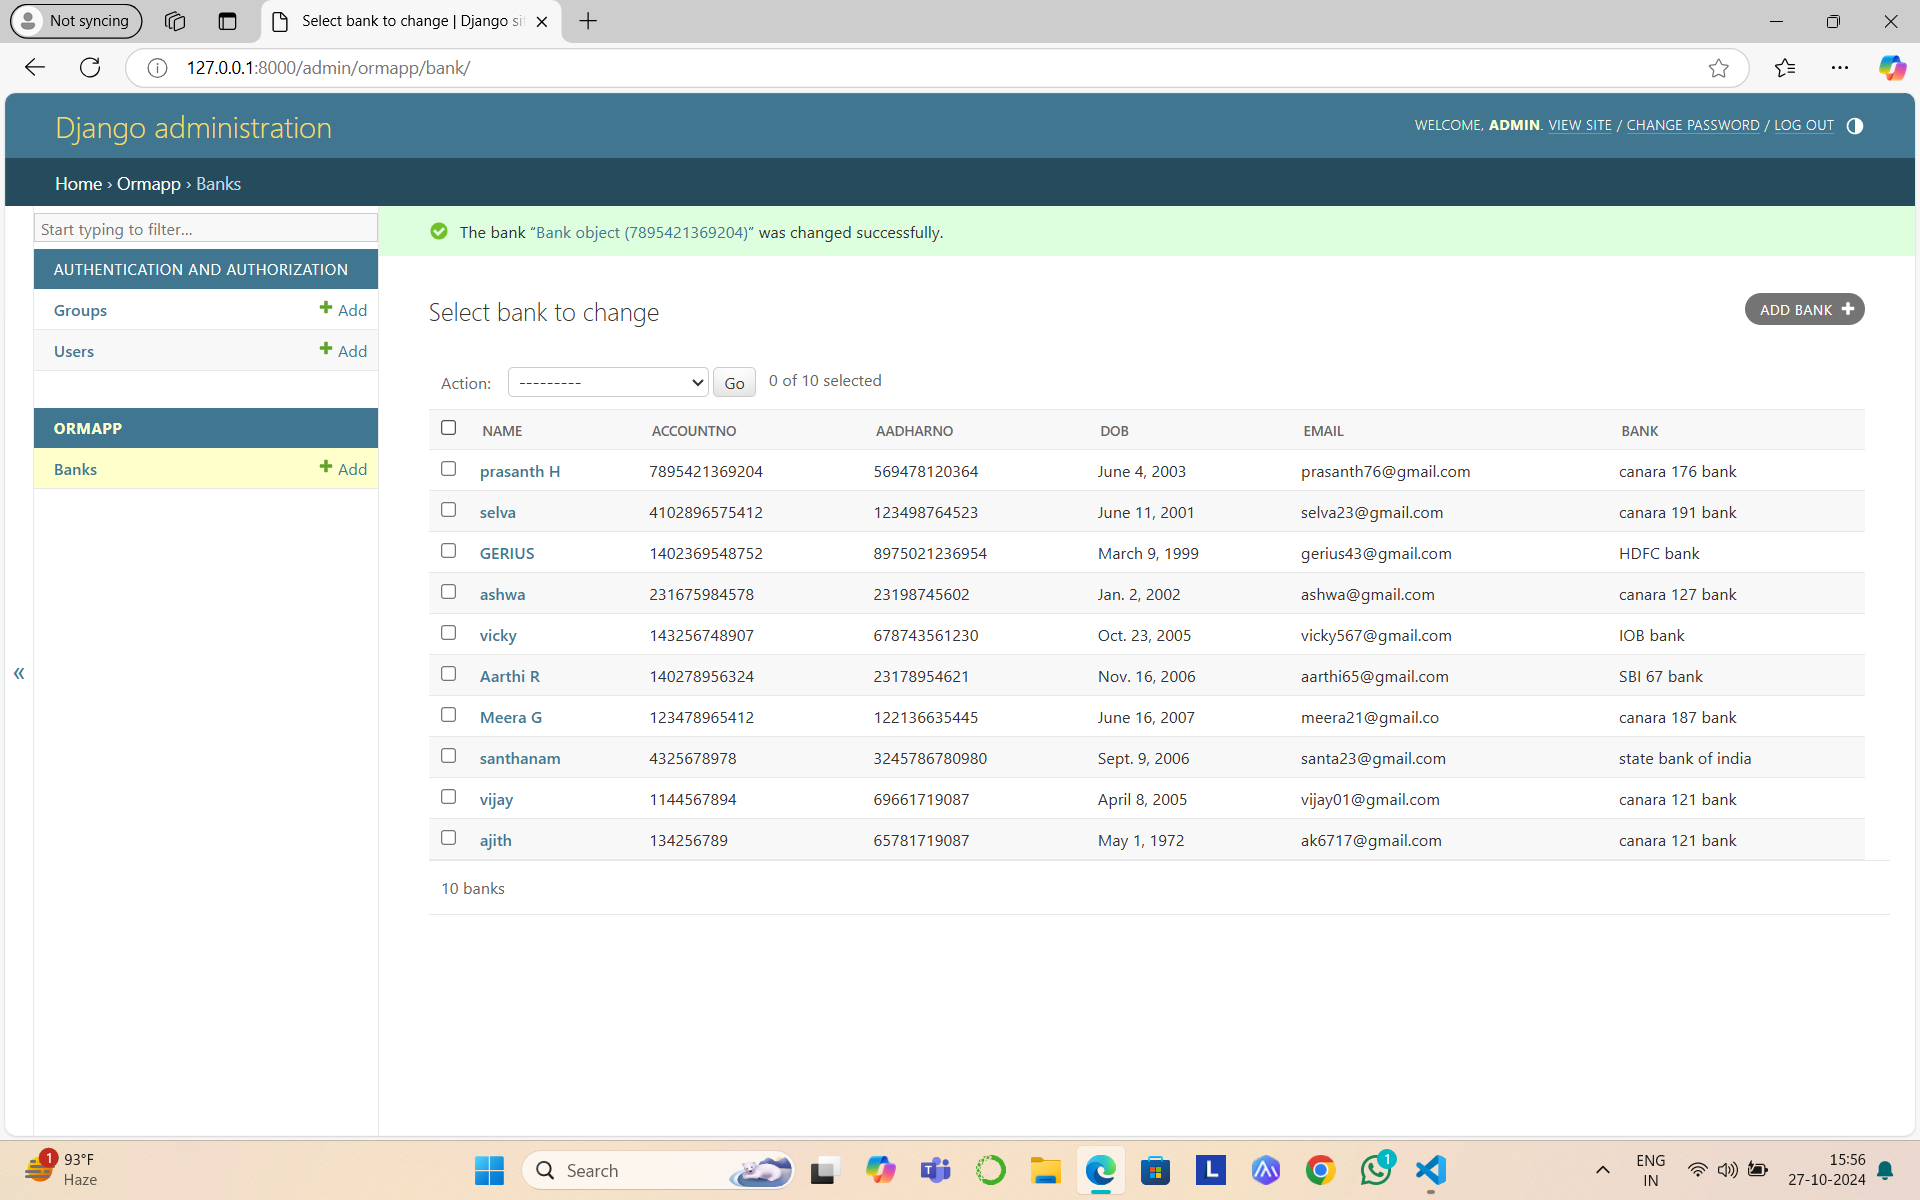 Not syncing
Select bank to change | Django si
127.0.0.1:8000/admin/ormapp/bank/
Django administration
WELCOME, ADMIN. VIEW SITE / CHANGE PASSWORD / LOG OUT
Home › Ormapp › Banks
Start typing to filter...
The bank “Bank object (7895421369204)” was changed successfully.
AUTHENTICATION AND AUTHORIZATION
Groups Add
Users Add
ORMAPP
Banks Add
«
Select bank to change
ADD BANK
Action: --------- Go 0 of 10 selected
NAME ACCOUNTNO AADHARNO DOB EMAIL BANK
prasanth H 7895421369204 569478120364 June 4, 2003 prasanth76@gmail.com canara 176 bank
selva 4102896575412 123498764523 June 11, 2001 selva23@gmail.com canara 191 bank
GERIUS 1402369548752 8975021236954 March 9, 1999 gerius43@gmail.com HDFC bank
ashwa 231675984578 23198745602 Jan. 2, 2002 ashwa@gmail.com canara 127 bank
vicky 143256748907 678743561230 Oct. 23, 2005 vicky567@gmail.com IOB bank
Aarthi R 140278956324 23178954621 Nov. 16, 2006 aarthi65@gmail.com SBI 67 bank
Meera G 123478965412 122136635445 June 16, 2007 meera21@gmail.co canara 187 bank
santhanam 4325678978 3245786780980 Sept. 9, 2006 santa23@gmail.com state bank of india
vijay 1144567894 69661719087 April 8, 2005 vijay01@gmail.com canara 121 bank
ajith 134256789 65781719087 May 1, 1972 ak6717@gmail.com canara 121 bank
10 banks
1
93°F
Haze
Search
L
1
ENG
IN
15:56
27-10-2024